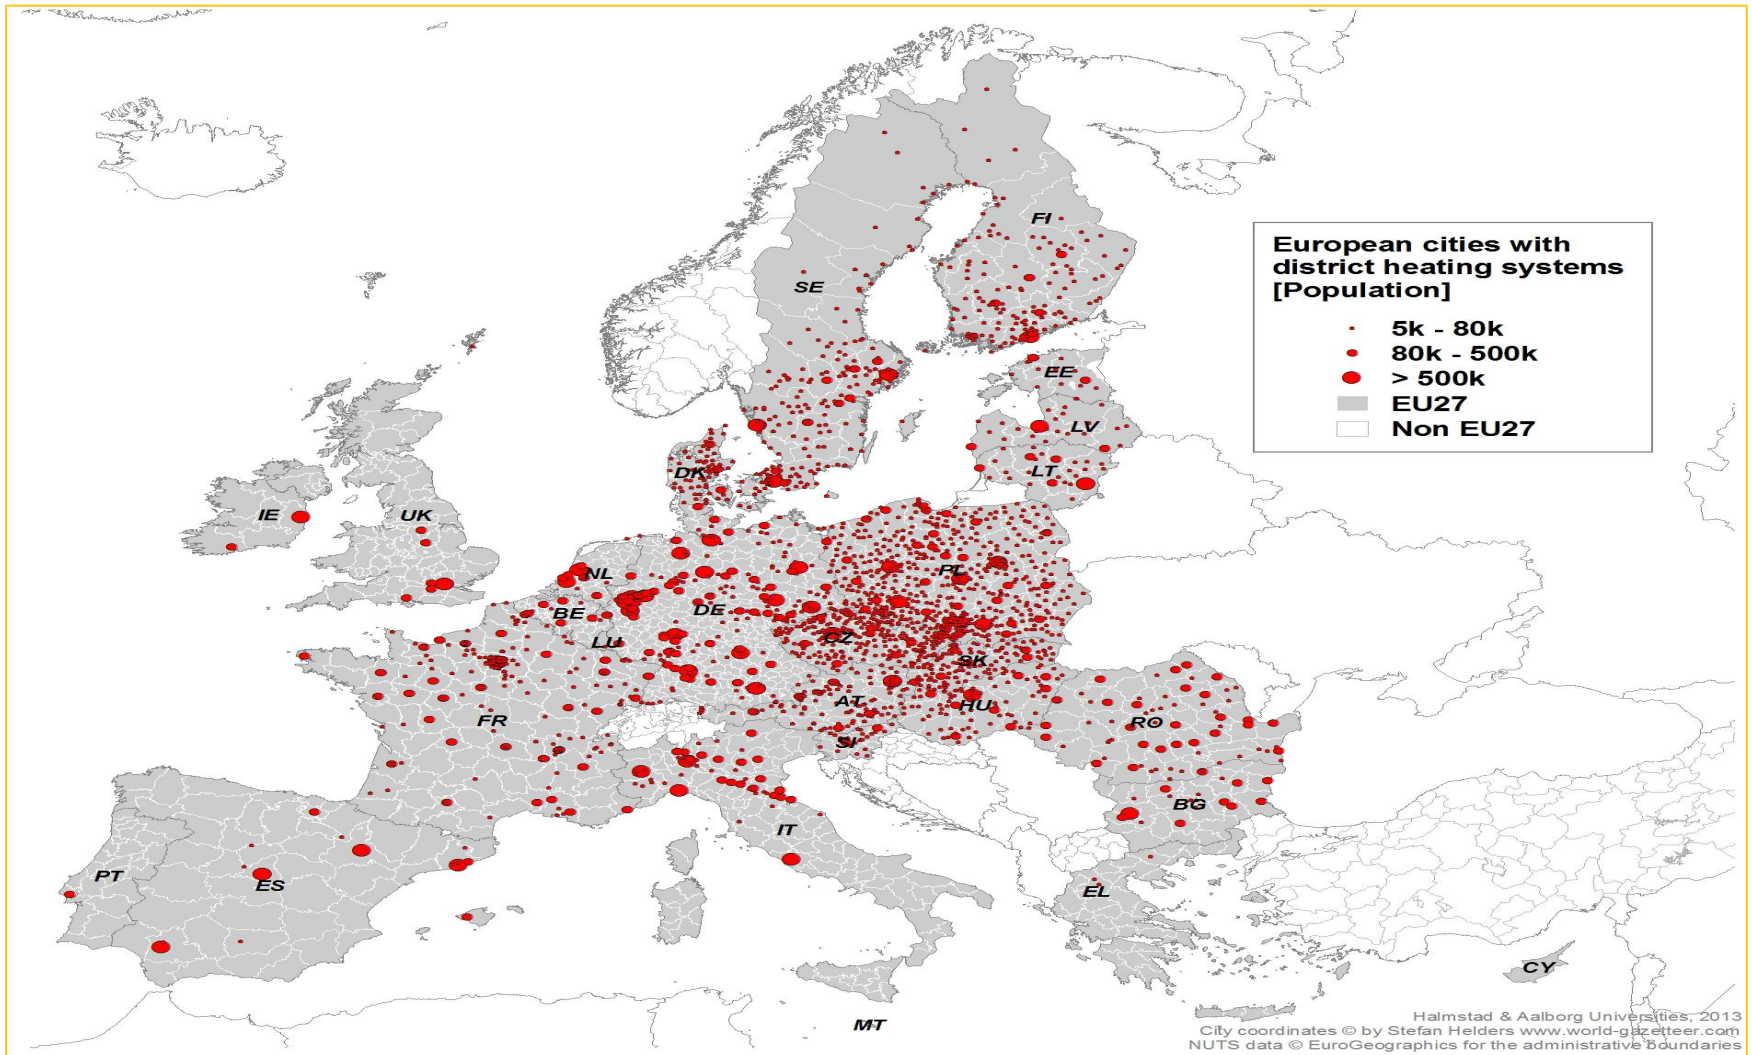 FI
SE
European cities with
district heating systems
[Population]
5k - 80k
80k - 500k
> 500k
EU27
Non EU27
EE
LV
LT
DK
IE
UK
NL
PL
BE
DE
CZ
LU
SK
AT
HU
FR
RO
SI
BG
IT
PT
ES
EL
CY
MT
Halmstad & Aalborg Universities, 2013
City coordinates © by Stefan Helders www.world-gazetteer.com
NUTS data © EuroGeographics for the administrative boundaries